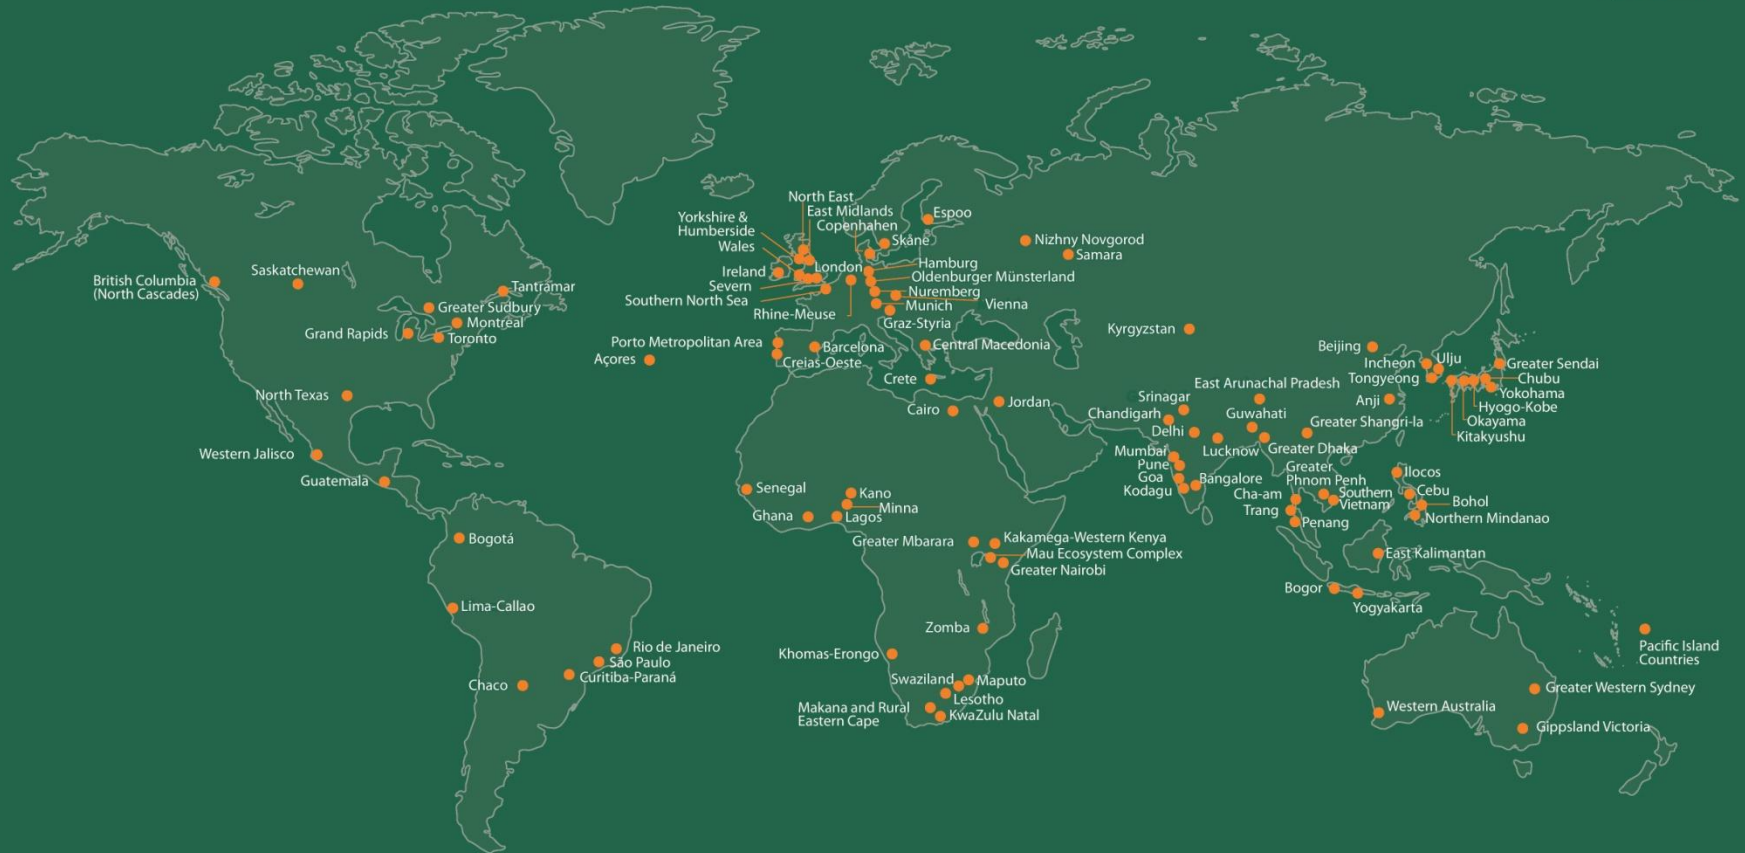 British Columbia
(North Cascades)
Saskatchewan
Tantramar
Greater Sudbury
Montreal
Grand Rapids
Toronto
North Texas
Western Jalisco
Guatemala
Bogotá
Lima-Callao
Rio de Janeiro
São Paulo
Curitiba-Paraná
Chaco
North East
East Midlands
Copenhahen
Yorkshire &
Humberside
Wales
Ireland
London
Severn
Southern North Sea
Rhine-Meuse
Espoo
Skåne
Hamburg
Oldenburger Münsterland
Nuremberg
Munich
Vienna
Graz-Styria
Nizhny Novgorod
Samara
Porto Metropolitan Area
Açores
Creias-Oeste
Barcelona
Central Macedonia
Crete
Cairo
Jordan
Senegal
Ghana
Kano
Minna
Lagos
Greater Mbarara
Kakamega-Western Kenya
Mau Ecosystem Complex
Greater Nairobi
Zomba
Khomas-Erongo
Swaziland
Maputo
Lesotho
Makana and Rural
Eastern Cape
KwaZulu Natal
Kyrgyzstan
Srinagar
Chandigarh
Delhi
East Arunachal Pradesh
Guwahati
Lucknow
Greater Dhaka
Greater Shangri-la
Mumbai
Pune
Goa
Kodagu
Bangalore
Beijing
Incheon
Ulju
Tongyeong
Anji
Greater Sendai
Chubu
Yokohama
Hyogo-Kobe
Okayama
Kitakyushu
Greater
Phnom Penh
Cha-am
Southern
Vietnam
Trang
Penang
Ilocos
Cebu
Bohol
Northern Mindanao
East Kalimantan
Bogor
Yogyakarta
Pacific Island
Countries
Greater Western Sydney
Western Australia
Gippsland Victoria